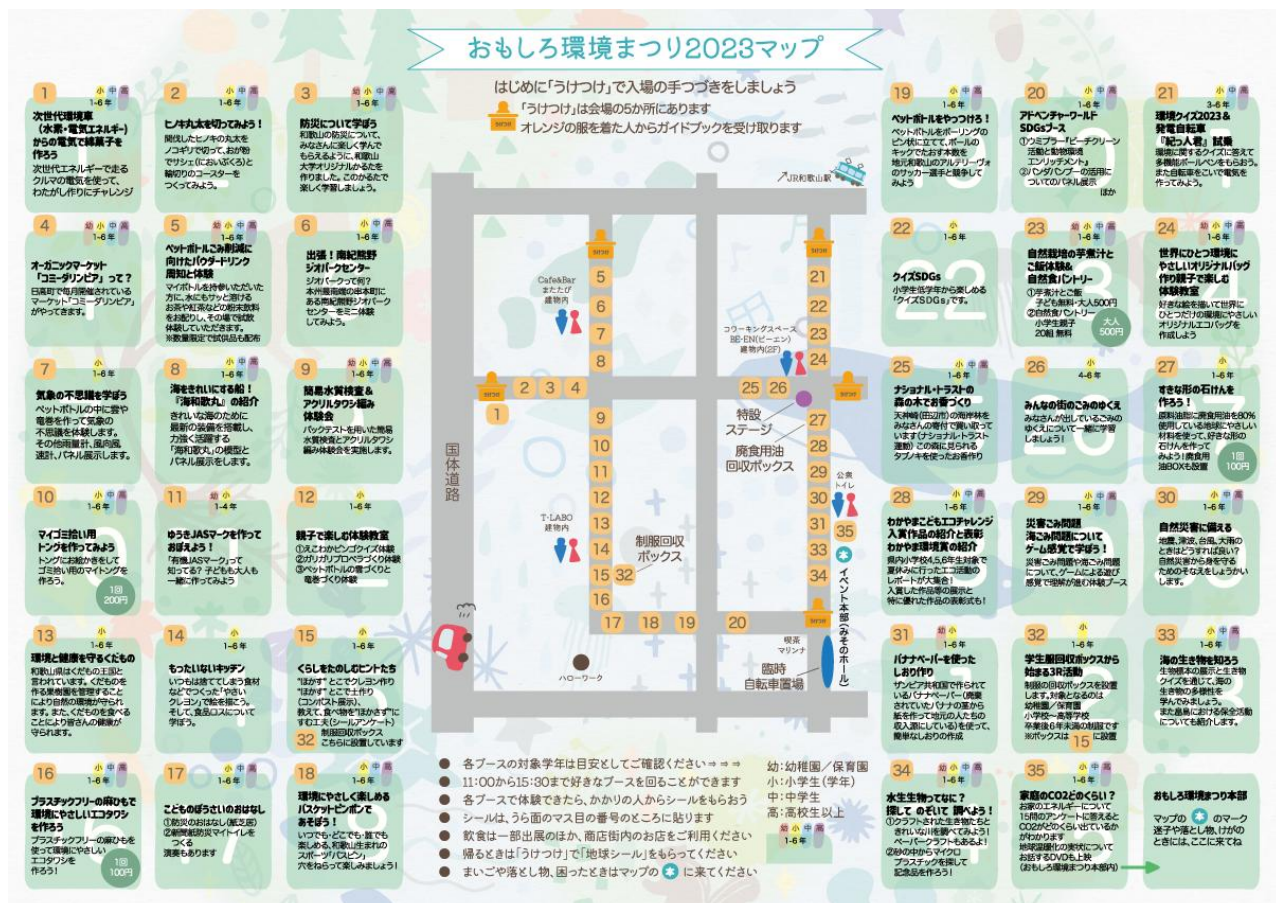 おもしろ環境まつり2023マップ
はじめに「うけつけ」で入場の手つづきをしましょう
「うけつけ」は会場の5か所にあります
オレンジの服を着た人からガイドブックを受け取ります
1
小 中 高
1-6年
次世代環境車
(水素・電気エネルギー)
からの電気で綿菓子を
作ろう
次世代エネルギーで走る
クルマの電気を使って、
わたがし作りにチャレンジ
2
小 中 高
1-6年
ヒノキ丸太を切ってみよう!
間伐したヒノキの丸太を
ノコギリで切って、おが粉
でサシェ(においぶくろ)と
輪切りのコースターを
つくってみよう。
3
幼 小 中 高
1-6年
防災について学ぼう
和歌山の防災について、
みなさんに楽しく学んで
もらえるように、和歌山
大学オリジナルかるたを
作りました。このかるたで
楽しく学習しましょう。
4
幼 小 中 高
1-6年
オーガニックマーケット
「コミーダリンピア」って?
日高町で毎月開催されている
マーケット「コミーダリンピア」
がやってきます。
5
幼 小 中 高
1-6年
ペットボトルごみ削減に
向けたパウダードリンク
周知と体験
マイボトルを持参いただいた
方に、水にもサッと溶ける
お茶や紅茶などの粉末飲料
をお配りし、その場で試飲
体験していただきます。
※数量限定で試供品も配布
6
小 中 高
1-6年
出張!南紀熊野
ジオパークセンター
ジオパークって何?
本州最南端の串本町に
ある南紀熊野ジオパーク
センターをミニ体験
してみよう。
7
小
1-6年
気象の不思議を学ぼう
ペットボトルの中に雲や
竜巻を作って気象の
不思議を体験します。
その他雨量計、風向風
速計、パネル展示します。
8
小 中 高
1-6年
海をきれいにする船!
『海和歌丸』の紹介
きれいな海のために
最新の装備を搭載し、
力強く活躍する
「海和歌丸」の模型と
パネル展示をします。
9
小 中 高
4-6年
簡易水質検査&
アクリルタワシ編み
体験会
パックテストを用いた簡易
水質検査とアクリルタワシ
編み体験会を実施します。
10
小 中 高
1-6年
マイゴミ拾い用
トングを作ってみよう
トングにお絵かきをして
ゴミ拾い用のマイトングを
作ろう。
1回
200円
11
幼 小
1-4年
ゆうきJASマークを作って
おぼえよう!
「有機JASマーク」って
知ってる? 子どもも大人も
一緒に作ってみよう
12
小
1-6年
親子で楽しむ体験教室
①えこわかビンゴクイズ体験
②ガリガリプロペラづくり体験
③ペットボトルの雲づくりと
竜巻づくり体験
13
小
1-6年
環境と健康を守るくだもの
和歌山県はくだもの王国と
言われています。くだものを
作る果樹園を管理すること
により自然の環境が守られ
ます。また、くだものを食べる
ことにより皆さんの健康が
守られます。
14
小
1-6年
もったいないキッチン
いつもは捨ててしまう食材
などでつくった「やさい
クレヨン」で絵を描こう。
そして、食品ロスについて
学ぼう。
15
小
1-6年
くらしをたのしむヒントたち
"ほかす" とこでクレヨン作り
"ほかす" とこで土作り
(コンポスト展示)、
教えて、食べ物を"ほかさず"に
すむ工夫(シールアンケート)
32
制服回収ボックス
こちらに設置しています
16
小 中 高
1-6年
プラスチックフリーの麻ひもで
環境にやさしいエコタワシ
を作ろう
プラスチックフリーの麻ひもを
使って環境にやさしい
エコタワシを
作ろう!
1回
100円
17
幼 小
1-6年
こどものぼうさいのおはなし
①防災のおはなし(紙芝居)
②新聞紙防災マイトイレを
つくる
演奏もあります
18
幼 小 中 高
1-6年
環境にやさしく楽しめる
バスケットピンポンで
あそぼう!
いつでも・どこでも・誰でも
楽しめる、和歌山生まれの
スポーツ「バスピン」
穴をねらって楽しみましょう!
↗JR和歌山駅
うけつけ
うけつけ
Cafe&Bar
またたび
建物内
5
6
7
8
コワーキングスペース
BE-EN(ビーエン)
建物内(2F)
21
22
23
24
うけつけ
2
3
4
25
26
うけつけ
1
9
10
11
12
13
14
15
32
16
17
18
19
20
特設
ステージ
廃食用油
回収ボックス
27
28
29
30
31
33
34
公衆
トイレ
35
本
イベント本部(みそのホール)
国体道路
T・LABO
建物内
制服回収
ボックス
ハローワーク
うけつけ
喫茶
マリンナ
臨時
自転車置場
● 各ブースの対象学年は目安としてご確認ください⇒⇒⇒
● 11:00から15:30まで好きなブースを回ることができます
● 各ブースで体験できたら、かかりの人からシールをもらおう
● シールは、うら面のマス目の番号のところに貼ります
● 飲食は一部出展のほか、商店街内のお店をご利用ください
● 帰るときは「うけつけ」で「地球シール」をもらってください
● まいごや落とし物、困ったときはマップの 本 に来てください
幼:幼稚園/保育園
小:小学生(学年)
中:中学生
高:高校生以上
幼 小 中 高
1-6年
19
小
1-6年
ペットボトルをやっつけろ!
ペットボトルをボーリングの
ピン状に立てて、ボールの
キックでたおす本数を
地元和歌山のアルテリーヴォ
のサッカー選手と競争して
みよう
20
小 中 高
1-6年
アドベンチャーワールド
SDGsブース
①ウミプラ-「ビーチクリーン
活動と動物環境
エンリッチメント」
②パンダバンブーの活用に
ついてのパネル展示
ほか
21
小 中 高
3-6年
環境クイズ2023&
発電自転車
『紀っ人君』試乗
環境に関するクイズに答えて
多機能ボールペンをもらおう。
また自転車をこいで電気を
作ってみよう。
22
小
1-6年
クイズSDGs
小学生低学年から楽しめる
「クイズSDGs」です。
23
幼 小 中 高
1-6年
自然栽培の芋煮汁と
ご飯体験&
自然食パントリー
①芋煮汁とご飯
子ども無料・大人500円
②自然食パントリー
小学生親子
20組 無料
大人
500円
24
幼 小 中 高
1-6年
世界にひとつ環境に
やさしいオリジナルバッグ
作り親子で楽しむ
体験教室
好きな絵を描いて世界に
ひとつだけの環境にやさしい
オリジナルエコバッグを
作成しよう
25
小 中 高
1-6年
ナショナル・トラストの
森の木でお香づくり
天神崎(田辺市)の海岸林を
みなさんの寄付で買い取って
います(ナショナル・トラスト
運動) この森に見られる
タブノキを使ったお香作り
26
小
4-6年
みんなの街のごみのゆくえ
みなさんが出しているごみの
ゆくえについて一緒に学習
しましょう!
27
小
1-6年
すきな形の石けんを
作ろう!
原料油脂に廃食用油を80%
使用している地球にやさしい
材料を使って、好きな形の
石けんを作って
みよう! 廃食用
油BOXも設置
1回
100円
28
小 中 高
1-6年
わかやまこどもエコチャレンジ
入賞作品の紹介と表彰
わかやま環境賞の紹介
県内小学校4,5,6年生対象で
夏休みに行ったエコ活動の
レポートが大集合!
入賞した作品等の展示と
特に優れた作品の表彰式も!
29
小 中 高
1-6年
災害ごみ問題
海ごみ問題について
ゲーム感覚で学ぼう!
災害ごみ問題や海ごみ問題
について、ゲームによる遊び
感覚で理解が進む体験ブース
30
小
1-6年
自然災害に備える
地震、津波、台風、大雨の
ときはどうすれば良い?
自然災害から身を守る
ためのそなえをしょうかい
します。
31
幼 小
1-6年
バナナペーパーを使った
しおり作り
ザンビア共和国で作られて
いるバナナペーパー(廃棄
されていたバナナの茎から
紙を作って地元の人たちの
収入源にしている)を使って、
簡単なしおりの作成
32
小
1-6年
学生服回収ボックスから
始まる3R活動
制服の回収ボックスを設置
します。対象となるのは
幼稚園/保育園
小学校~高等学校
卒業後6年未満の制服です
※ボックスは 15 に設置
33
小 中 高
1-6年
海の生き物を知ろう
生物標本の展示と生き物
クイズを通じて、海の
生き物の多様性を
学んでみましょう。
また畠島における保全活動
についても紹介します。
34
幼 小 中 高
1-6年
水生生物ってなに?
探して のぞいて 調べよう!
①クラフトされた生き物たちと
きれいな川を調べてみよう!
ペーパークラフトもあるよ!
②砂の中からマイクロ
プラスチックを探して
記念品を作ろう!
35
小 中 高
1-6年
家庭のCO2どのくらい?
お家のエネルギーについて
15問のアンケートに答えると
CO2がどのくらい出ているか
がわかります
地球温暖化の実状について
お話するDVDも上映
(おもしろ環境まつり本部内)
おもしろ環境まつり本部
マップの 本 のマーク
迷子や落とし物、けがの
ときには、ここに来てね